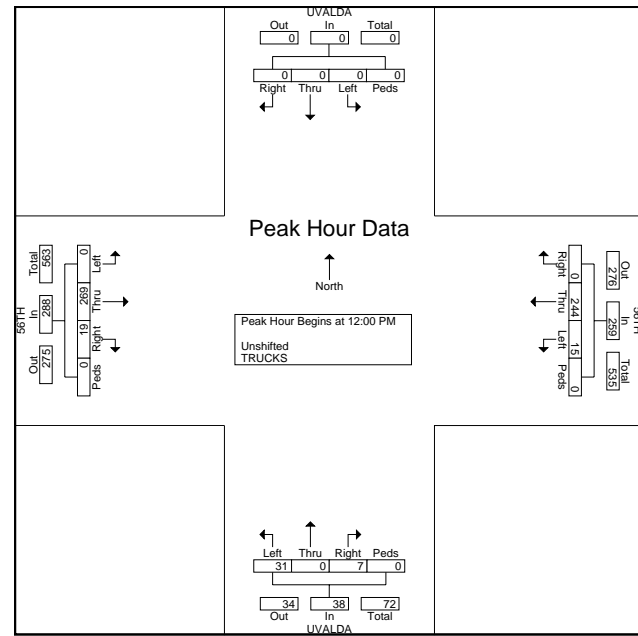 UVALDA
Out In Total
0 0 0
0 0 0 0
Right Thru Left Peds
Peak Hour Data
North
Peak Hour Begins at 12:00 PM
Unshifted
TRUCKS
56TH
Out In Total
275 288 563
0 19 269 0
Peds Right Thru Left
Out In Total
276 259 535
0 244 15 0
Right Thru Left Peds
Left Thru Right Peds
31 0 7 0
34 38 72
Out In Total
UVALDA